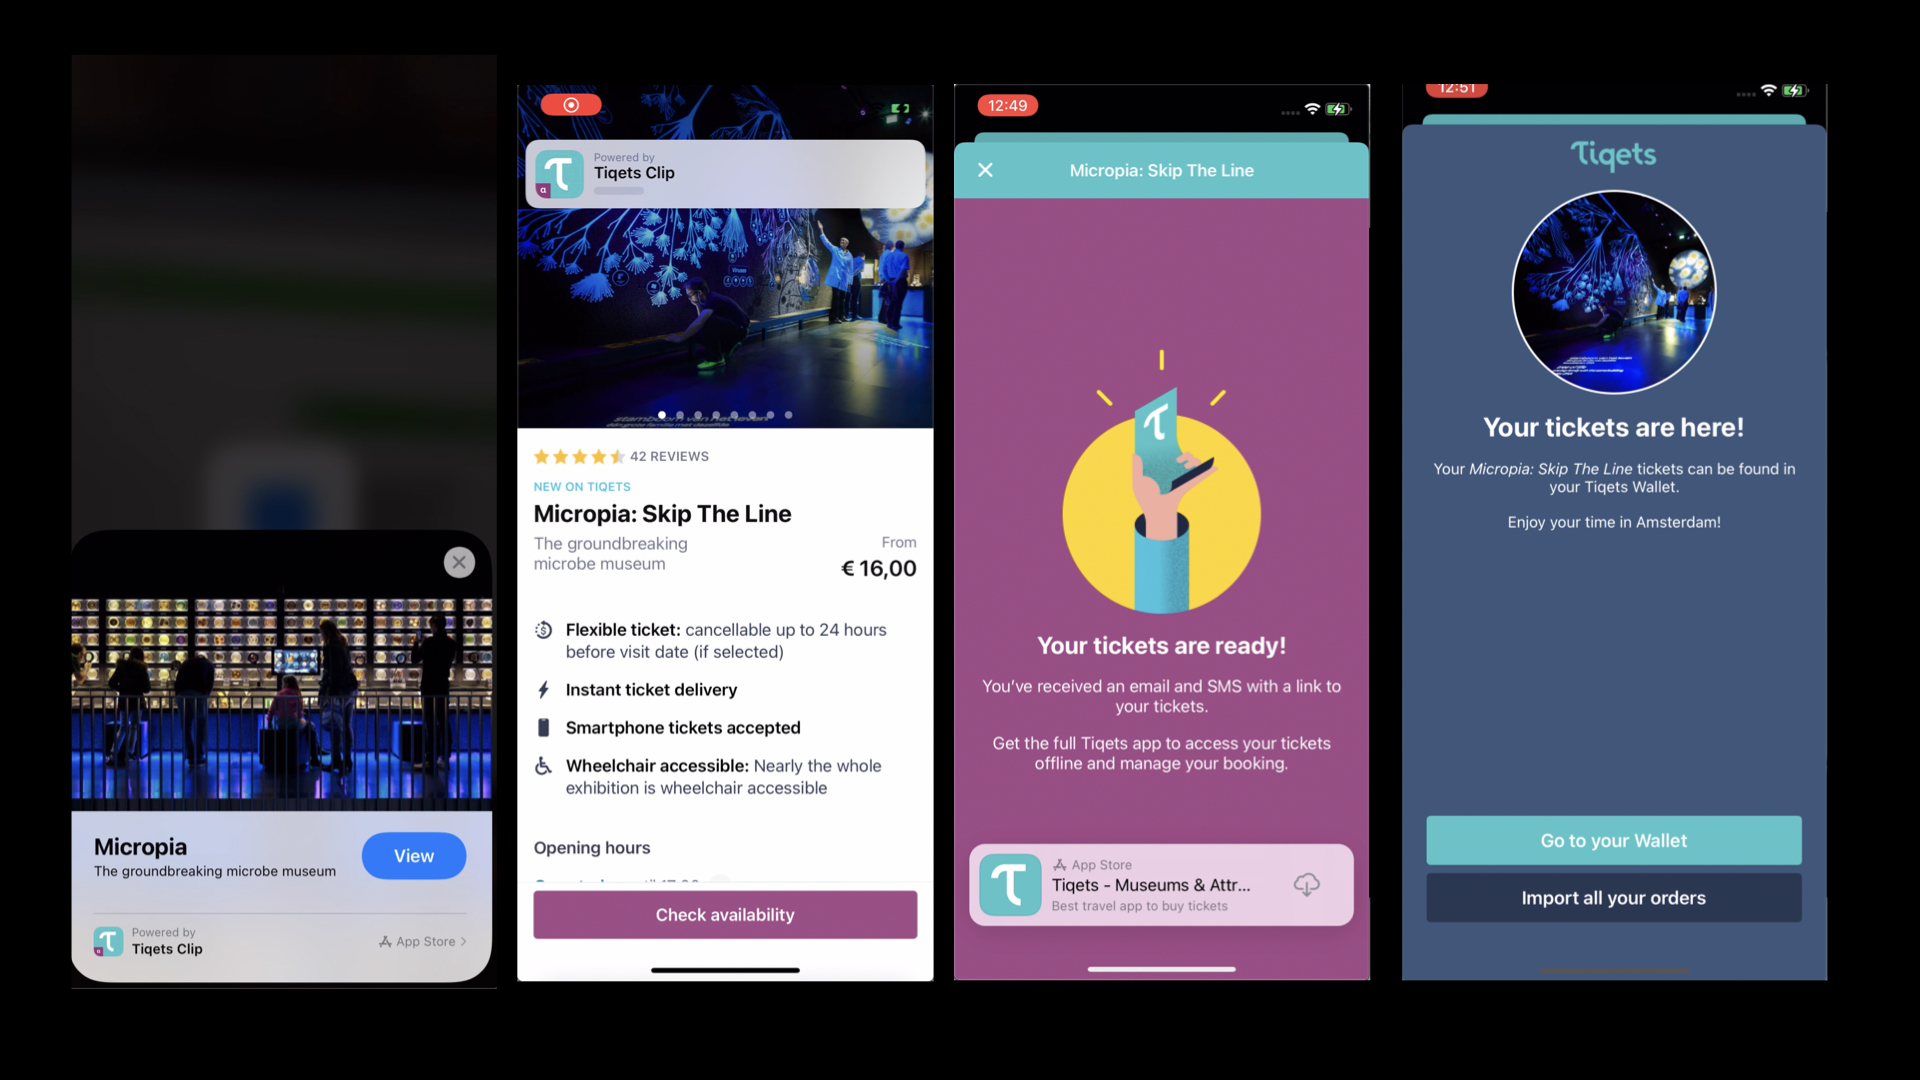 Micropia
The groundbreaking microbe museum
View
Powered by
Tiqets Clip
App Store
Powered by
Tiqets Clip
42 REVIEWS
NEW ON TIQETS
Micropia: Skip The Line
The groundbreaking
microbe museum
From
€ 16,00
Flexible ticket: cancellable up to 24 hours
before visit date (if selected)
Instant ticket delivery
Smartphone tickets accepted
Wheelchair accessible: Nearly the whole
exhibition is wheelchair accessible
Opening hours
Check availability
12:49
Micropia: Skip The Line
Your tickets are ready!
You've received an email and SMS with a link to
your tickets.
Get the full Tiqets app to access your tickets
offline and manage your booking.
App Store
Tiqets - Museums & Attr...
Best travel app to buy tickets
12:51
Tiqets
Your tickets are here!
Your Micropia: Skip The Line tickets can be found in
your Tiqets Wallet.
Enjoy your time in Amsterdam!
Go to your Wallet
Import all your orders